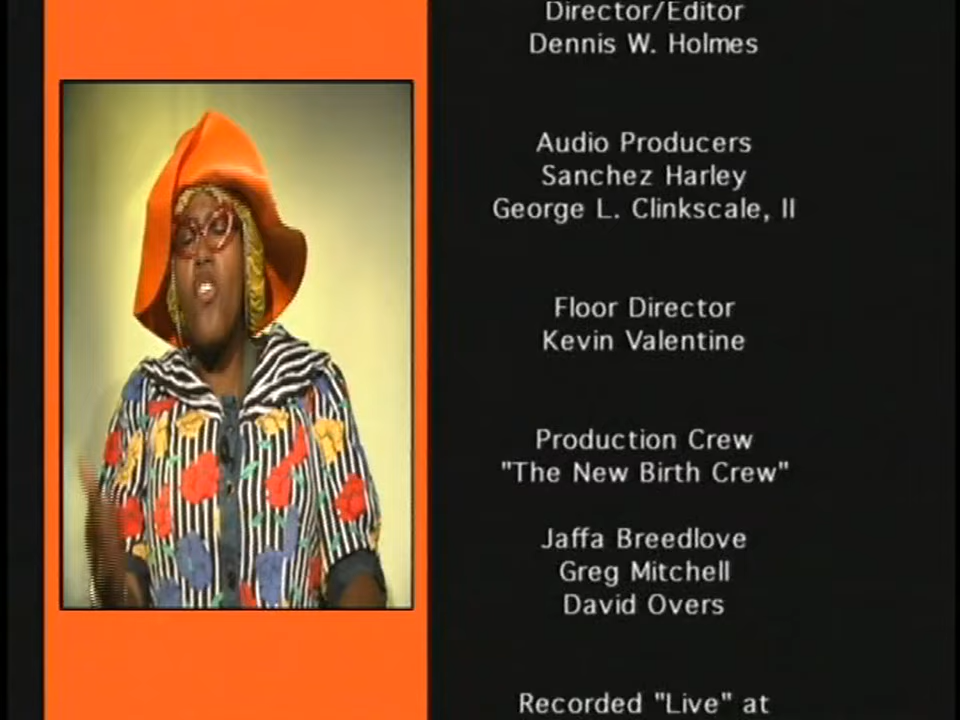 Director/Editor
Dennis W. Holmes
Audio Producers
Sanchez Harley
George L. Clinkscale, II
Floor Director
Kevin Valentine
Production Crew
"The New Birth Crew"
Jaffa Breedlove
Greg Mitchell
David Overs
Recorded "Live" at